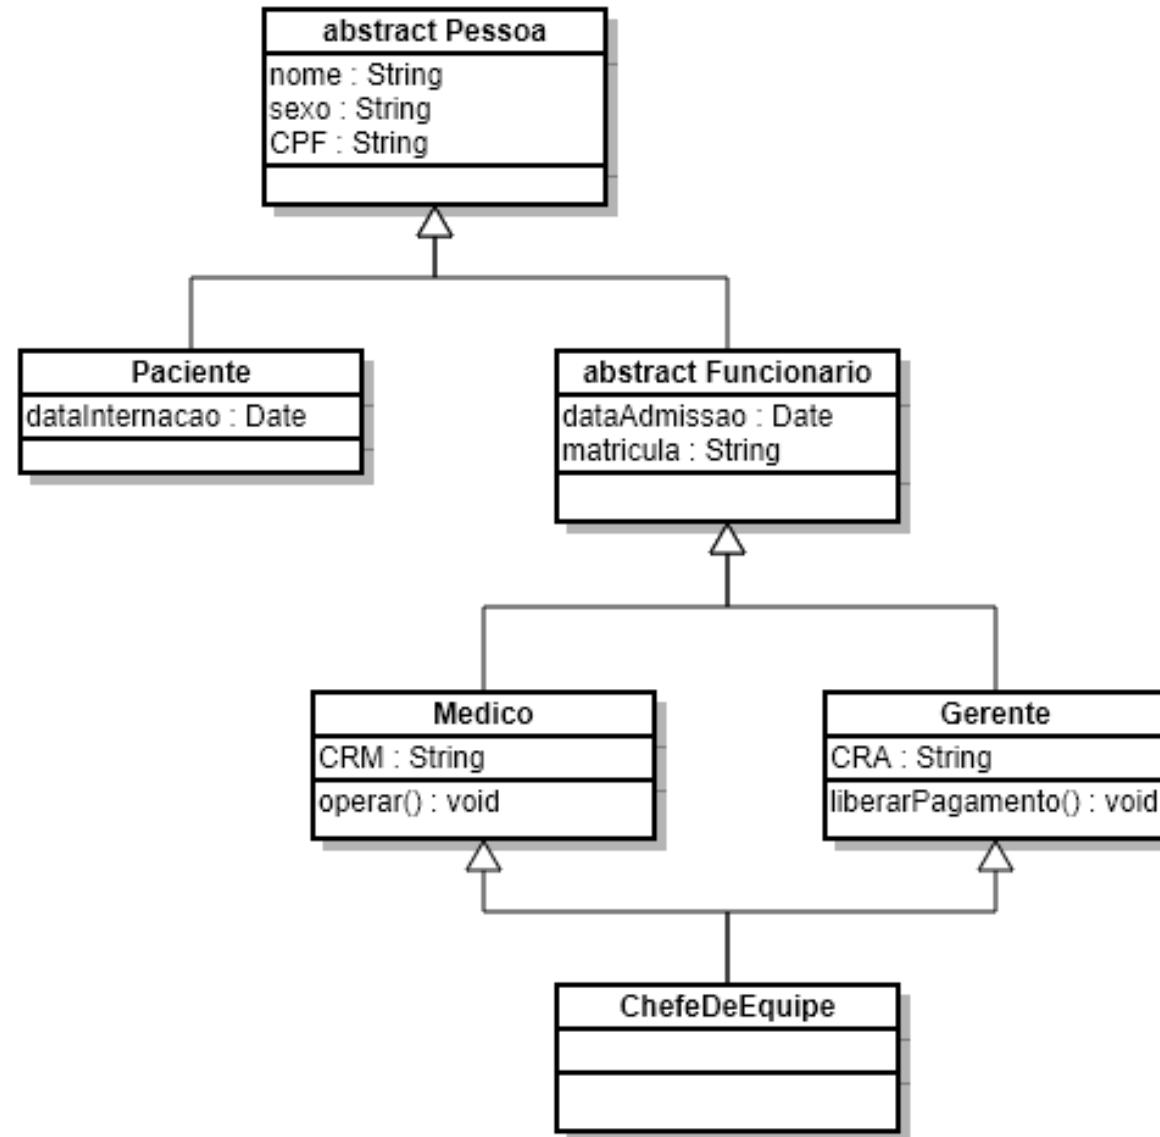 abstract Pessoa
nome : String
sexo : String
CPF : String
Paciente
dataInternacao : Date
abstract Funcionario
dataAdmissao : Date
matricula : String
Medico
CRM : String
operar() : void
Gerente
CRA : String
liberarPagamento() : void
ChefeDeEquipe